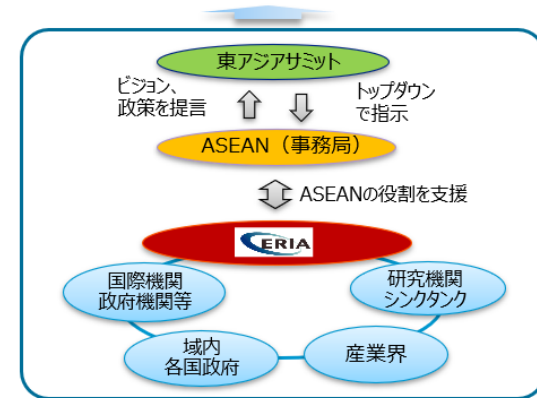 東アジアサミット
ビジョン、
政策を提言
トップダウン
で指示
ASEAN（事務局）
ASEANの役割を支援
ERIA
国際機関
政府機関等
研究機関
シンクタンク
域内
各国政府
産業界